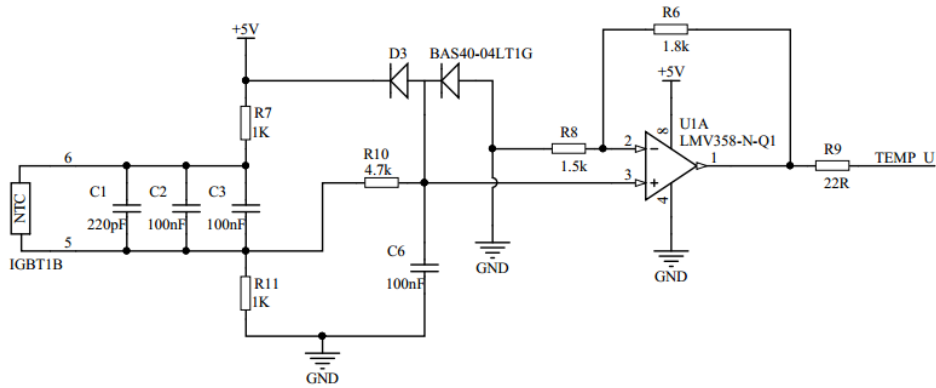 R6
1.8k
+5V
D3 BAS40-04LT1G
+5V
R7
1K
U1A
LMV358-N-Q1
8
R8
1.5k
2
1
R9
22R
TEMP_U
6
R10
4.7k
3
4
NTC
C1
220pF
C2
100nF
C3
100nF
5
IGBT1B
C6
100nF
GND
GND
R11
1K
GND